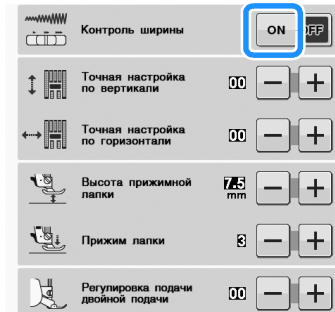 Контроль ширины ON OFF
Точная настройка
по вертикали 00
Точная настройка
по горизонтали 00
Высота прижимной
лапки 7.5 mm
Прижим лапки 3
Регулировка подачи
двойной подачи 00